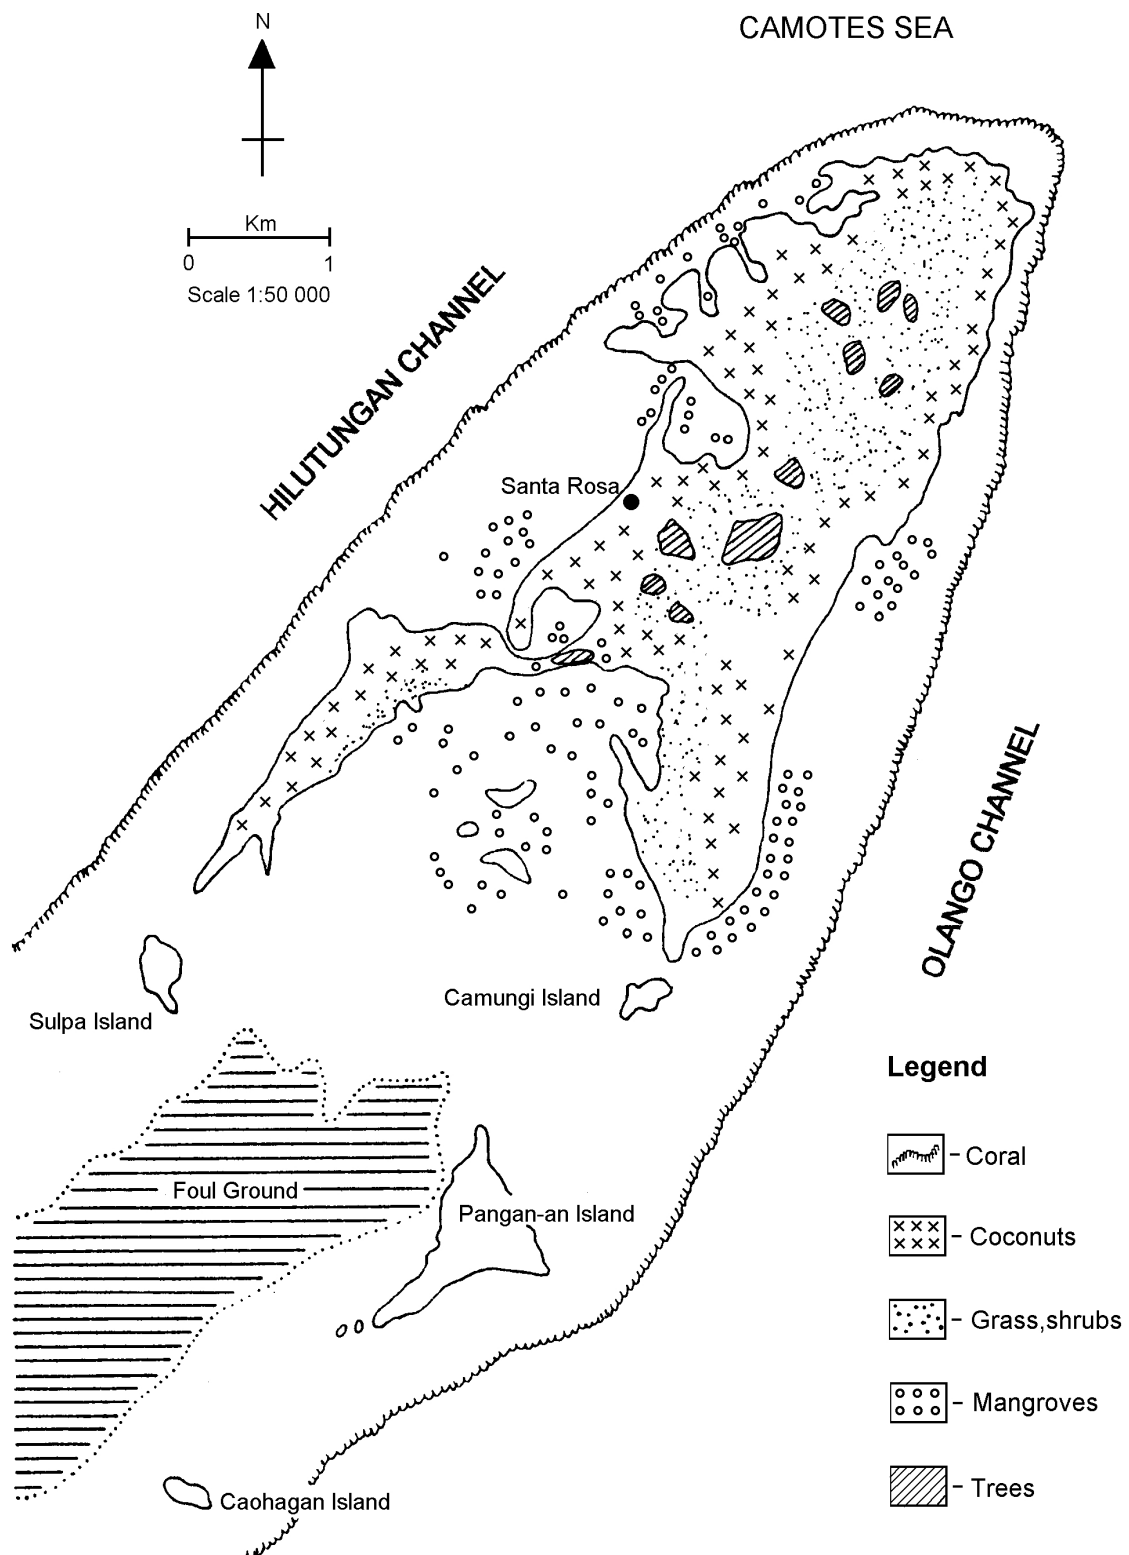 CAMOTES SEA
N
Km
0 1
Scale 1:50 000
HILUTUNGAN CHANNEL
Santa Rosa
OLANGO CHANNEL
Camungi Island
Sulpa Island
Legend
Coral
Foul Ground
Pangan-an Island
Coconuts
Grass,shrubs
Mangroves
Trees
Caohagan Island